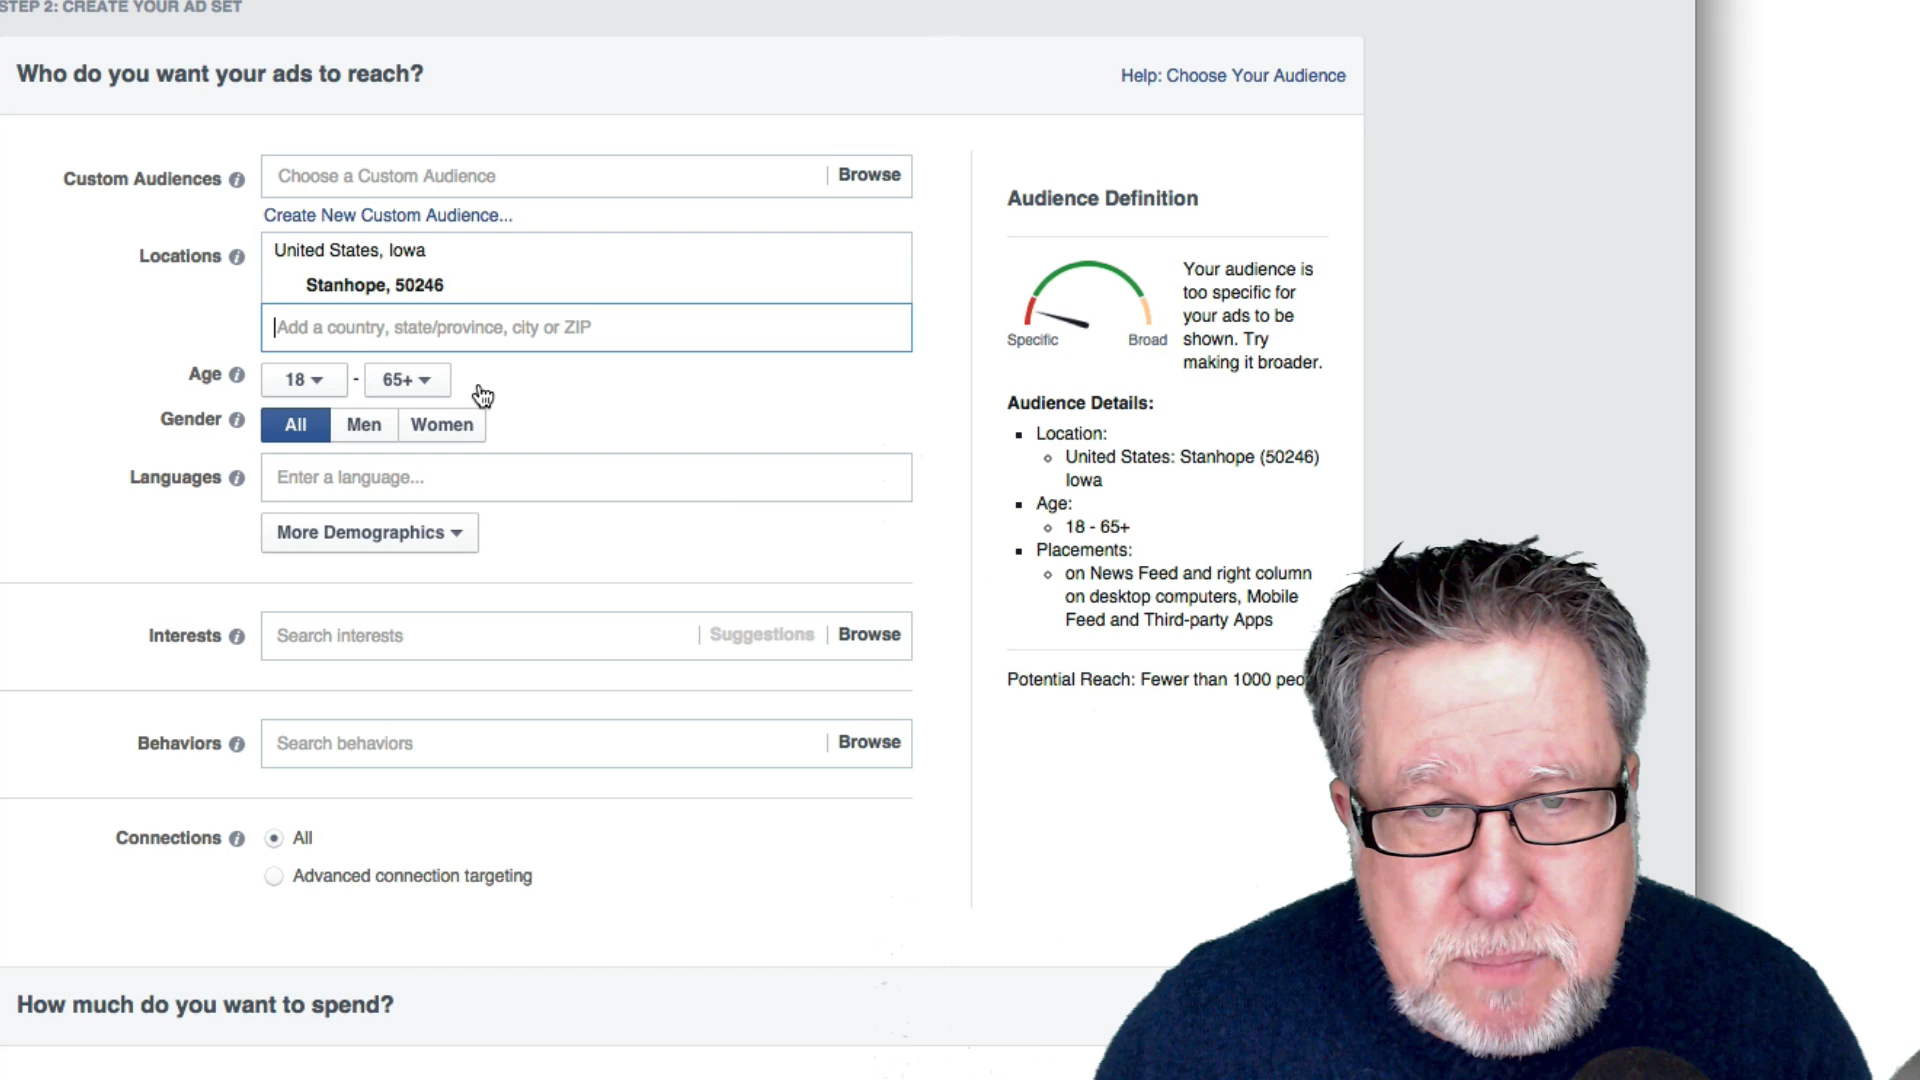 STEP 2: CREATE YOUR AD SET
Who do you want your ads to reach?
Help: Choose Your Audience
Custom Audiences
Choose a Custom Audience
Browse
Create New Custom Audience...
Locations
United States, Iowa
Stanhope, 50246
Add a country, state/province, city or ZIP
Age
18 - 65+
Gender
All Men Women
Languages
Enter a language...
More Demographics
Interests
Search interests
Suggestions
Browse
Behaviors
Search behaviors
Browse
Connections
All
Advanced connection targeting
Audience Definition
Specific
Broad
Your audience is
too specific for
your ads to be
shown. Try
making it broader.
Audience Details:
Location:
United States: Stanhope (50246)
Iowa
Age:
18 - 65+
Placements:
on News Feed and right column
on desktop computers, Mobile
Feed and Third-party Apps
Potential Reach: Fewer than 1000 peo
How much do you want to spend?